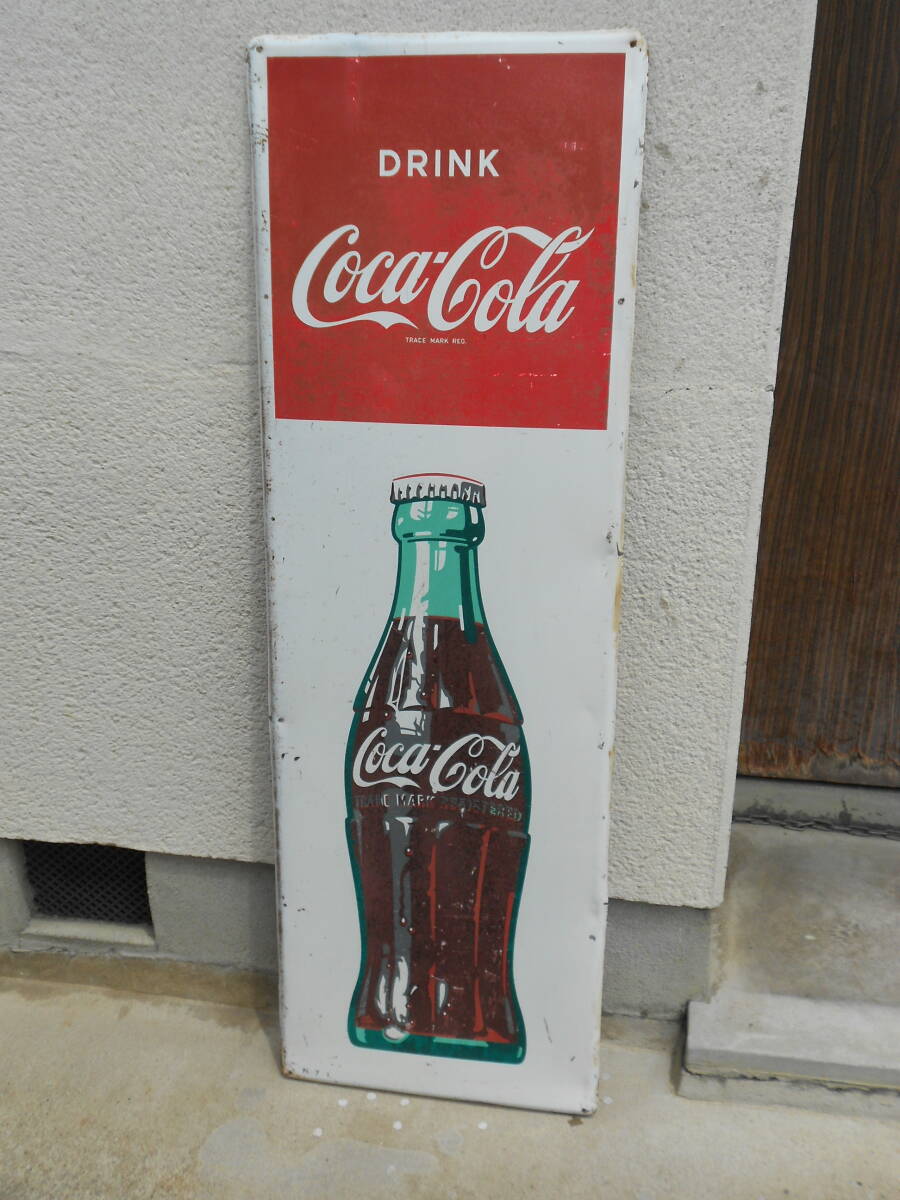 DRINK
Coca-Cola
TRADE MARK REG.
Coca-Cola
TRADE MARK REGISTERED